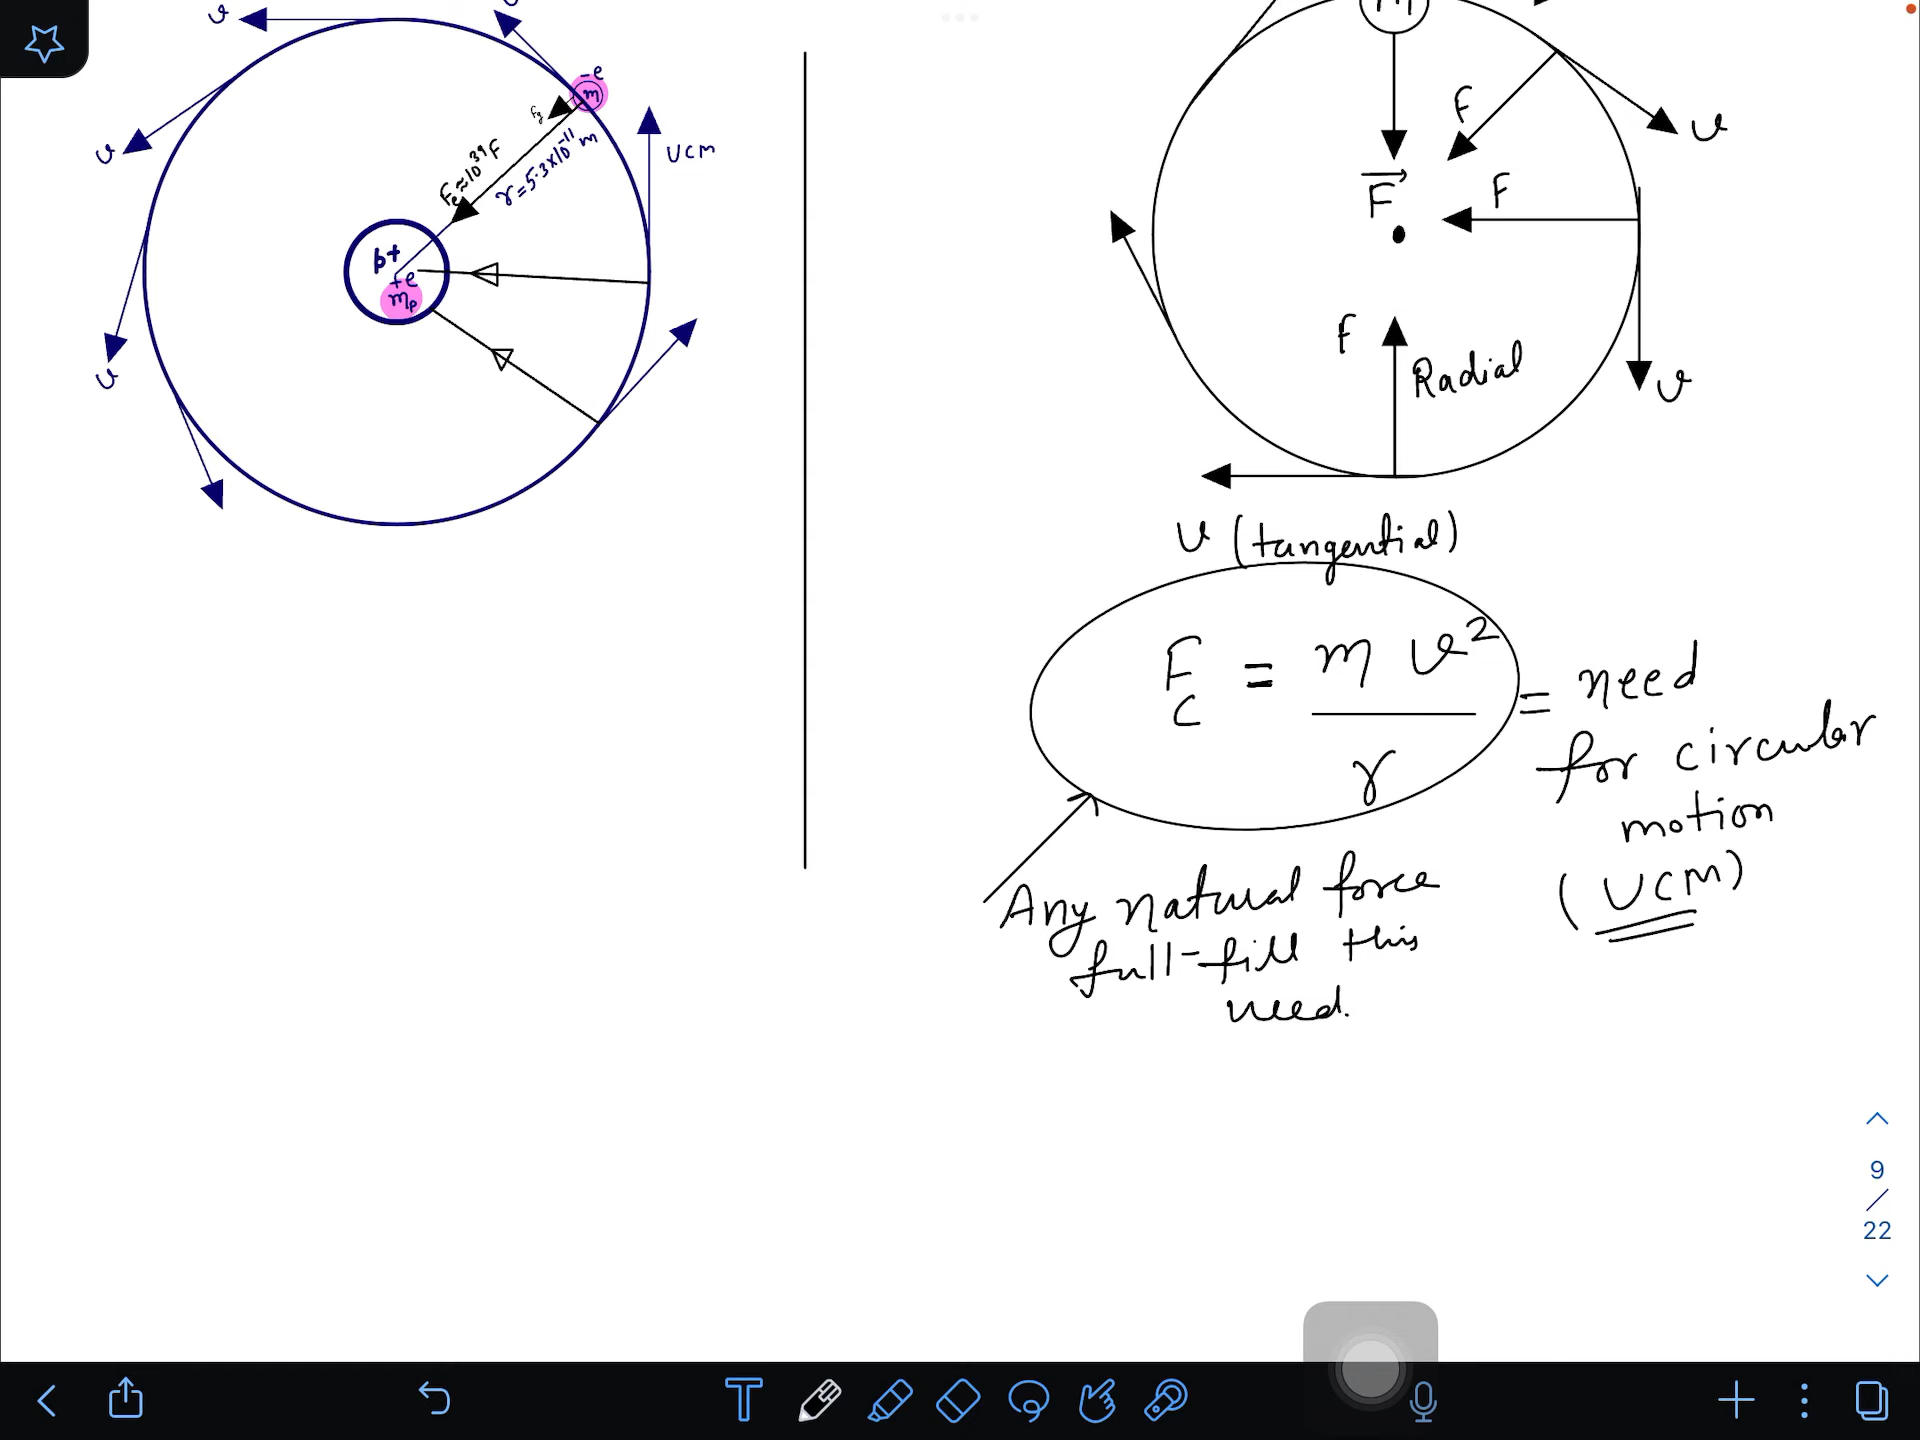 v
-e
m
Fg
v
UCM
Fe≈10³⁹F
r=5.3×10⁻¹¹m
p+
+e
mp
v
m
F
v
F⃗
F
F
Radial
v
v (tangential)
Fc = mv²/r = need
for circular
motion
(UCM)
Any natural force
full-fill this
need.
9
/
22
T